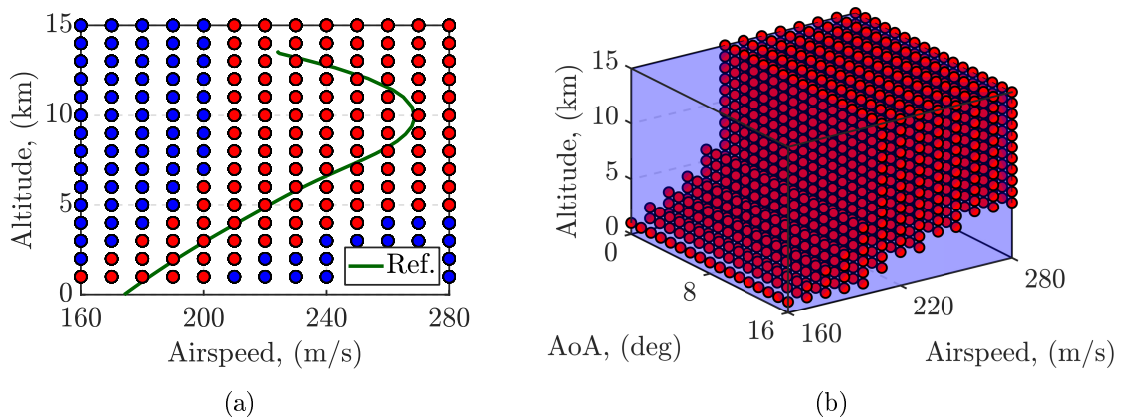 15
10
5
0
Altitude, (km)
160
200
240
280
Airspeed, (m/s)
Ref.
(a)
15
10
5
0
Altitude, (km)
0
8
16
AoA, (deg)
160
220
280
Airspeed, (m/s)
(b)